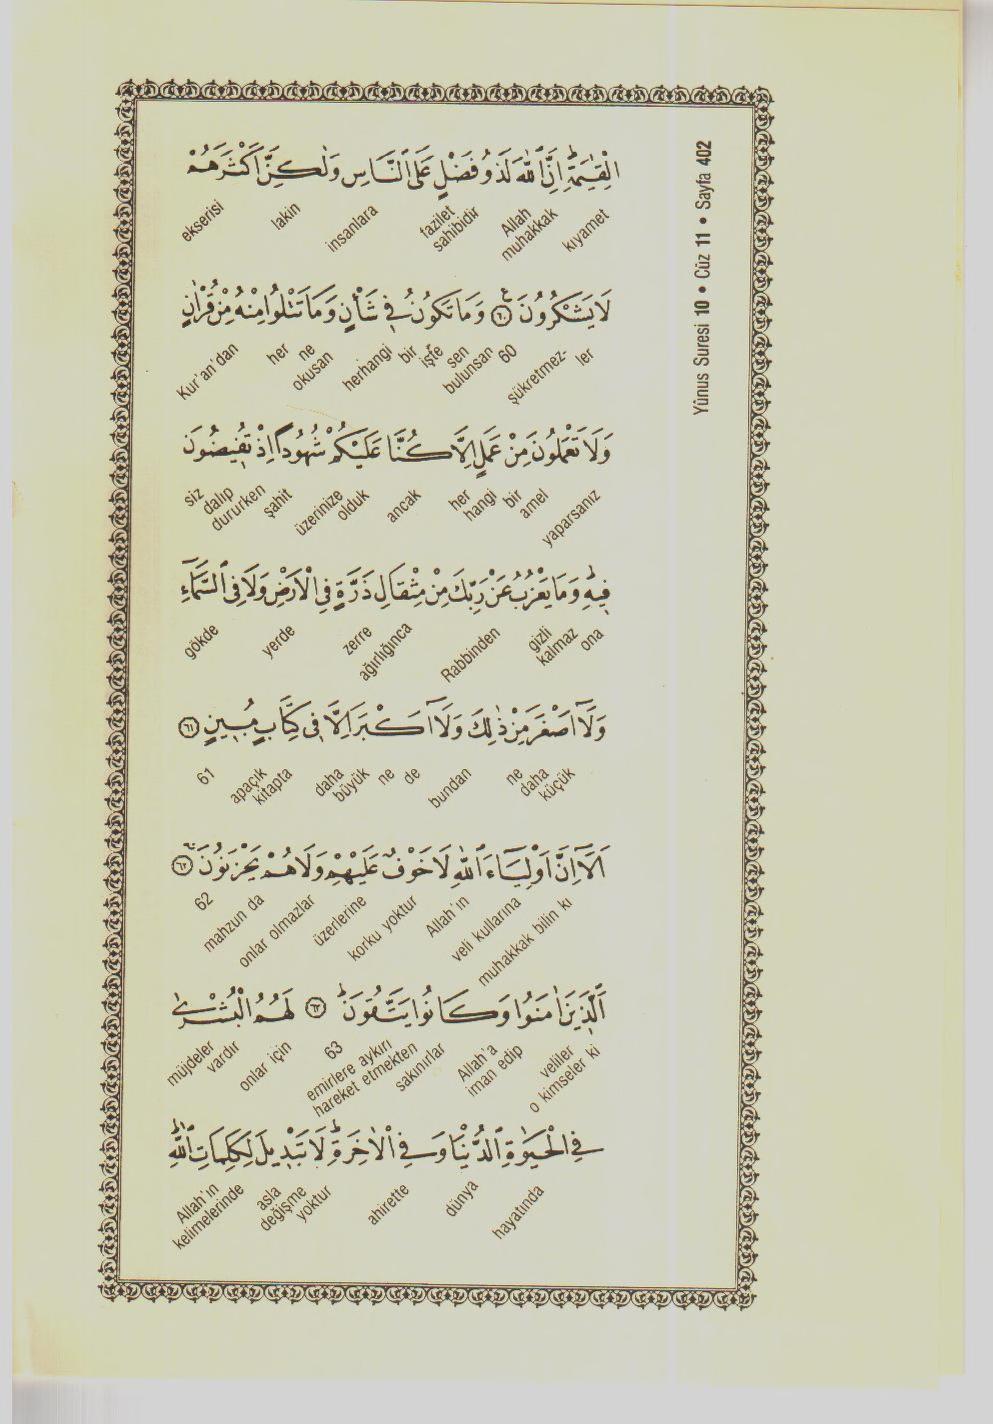 Yûnus Suresi 10 • Cüz 11 • Sayfa 402
الْقِيٰمَةِۜ اِنَّ اللّٰهَ لَذُو فَضْلٍ عَلَى النَّاسِ وَلٰكِنَّ اَكْثَرَهُمْ
kıyamet Allah muhakkak fazilet sahibidir insanlara lakin ekserisi
لَا يَشْكُرُونَ ﴿٦٠﴾ وَمَا تَكُونُ ف۪ي شَأْنٍ وَمَا تَتْلُوا مِنْهُ مِنْ قُرْاٰنٍ
ler şükretmez- 60 sen bulunsan işte bir herhangi ne okusan her Kur'an'dan
وَلَا تَعْمَلُونَ مِنْ عَمَلٍ اِلَّا كُنَّا عَلَيْكُمْ شُهُودًا اِذْ تُف۪يضُونَ
yaparsanız bir amel her hangi ancak üzerinize olduk şahit siz dalıp dururken
ف۪يهِۜ وَمَا يَعْزُبُ عَنْ رَبِّكَ مِنْ مِثْقَالِ ذَرَّةٍ فِي الْاَرْضِ وَلَا فِي السَّمَٓاءِ
ona gizli kalmaz Rabbinden zerre ağırlığınca yerde gökde
وَلَٓا اَصْغَرَ مِنْ ذٰلِكَ وَلَٓا اَكْبَرَ اِلَّا ف۪ي كِتَابٍ مُب۪ينٍ ﴿٦١﴾
ne daha küçük bundan de ne daha büyük apaçık kitapta 61
اَلَٓا اِنَّ اَوْلِيَٓاءَ اللّٰهِ لَا خَوْفٌ عَلَيْهِمْ وَلَا هُمْ يَحْزَنُونَۚ ﴿٦٢﴾
muhakkak bilin ki veli kullarına Allah'ın korku yoktur üzerlerine onlar olmazlar mahzun da 62
اَلَّذ۪ينَ اٰمَنُوا وَكَانُوا يَتَّقُونَۜ ﴿٦٣﴾ لَهُمُ الْبُشْرٰى
veliler o kimseler ki Allah'a iman edip sakınırlar emirlere aykırı hareket etmekten 63 onlar için vardır müjdeler
فِي الْحَيٰوةِ الدُّنْيَا وَفِي الْاٰخِرَةِۜ لَا تَبْد۪يلَ لِكَلِمَاتِ اللّٰهِۜ
hayatında dünya ahirette asla değişme yoktur Allah'ın kelimelerinde